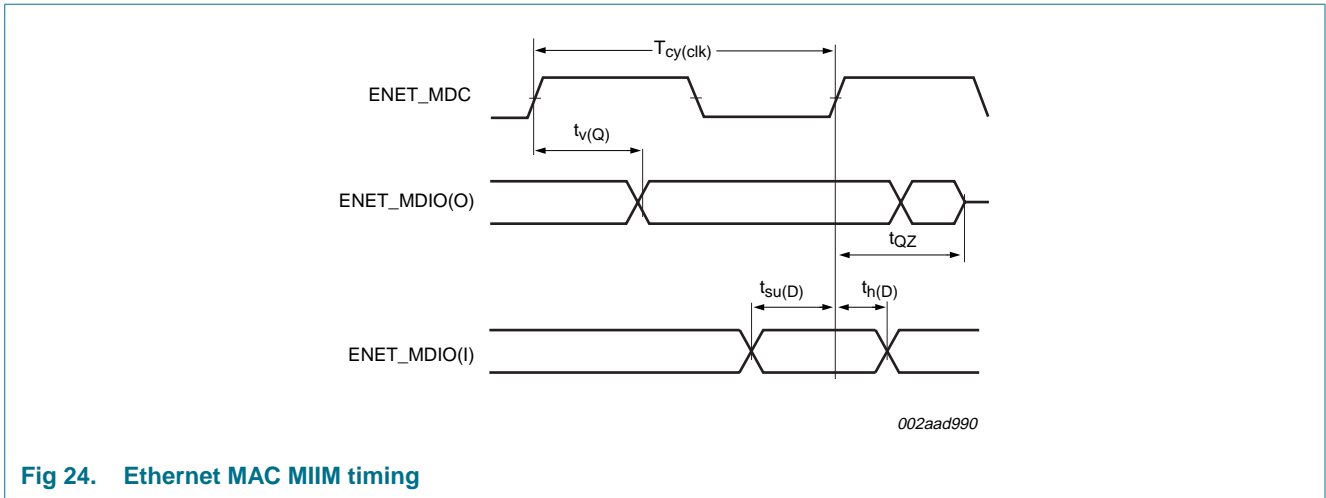 Tcy(clk)
ENET_MDC
tv(Q)
ENET_MDIO(O)
tQZ
tsu(D) th(D)
ENET_MDIO(I)
002aad990
Fig 24. Ethernet MAC MIIM timing